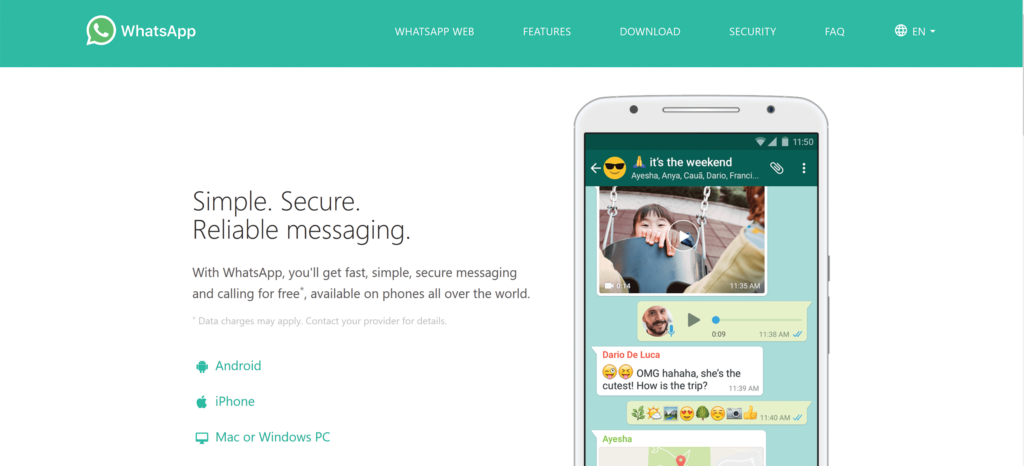 WhatsApp
WHATSAPP WEB
FEATURES
DOWNLOAD
SECURITY
FAQ
EN
Simple. Secure.
Reliable messaging.
With WhatsApp, you'll get fast, simple, secure messaging
and calling for free*, available on phones all over the world.
* Data charges may apply. Contact your provider for details.
Android
iPhone
Mac or Windows PC
11:50
🙏 it's the weekend
Ayesha, Anya, Cauã, Dario, Franci...
0:14
11:35 AM
0:09
11:38 AM
Dario De Luca
😜😝 OMG hahaha, she's the
cutest! How is the trip?
11:39 AM
🌿🌤🏞😍🌳☺📷👍
11:40 AM
Ayesha